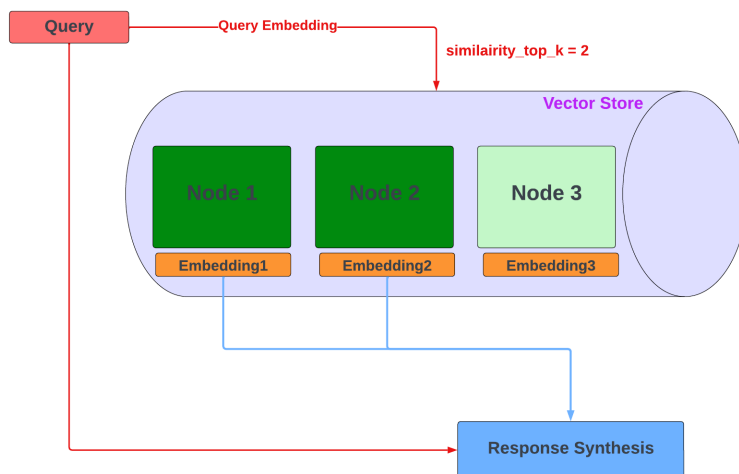 Query
Query Embedding
similairity_top_k = 2
Vector Store
Node 1
Node 2
Node 3
Embedding1
Embedding2
Embedding3
Response Synthesis